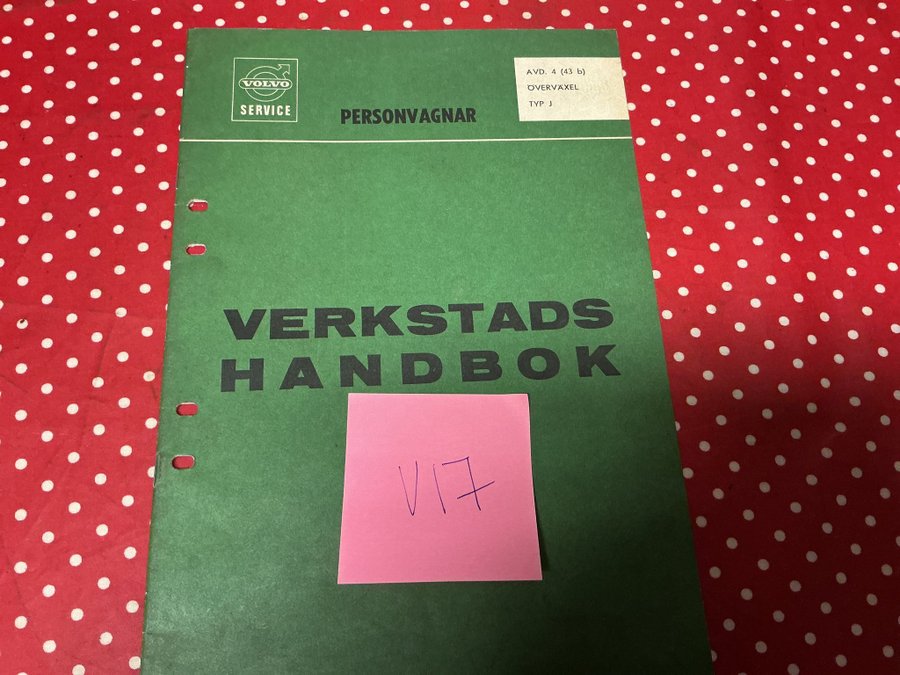 VOLVO
SERVICE
PERSONVAGNAR
AVD. 4 (43 b)
ÖVERVÄXEL
TYP J
VERKSTADS
HANDBOK
V17